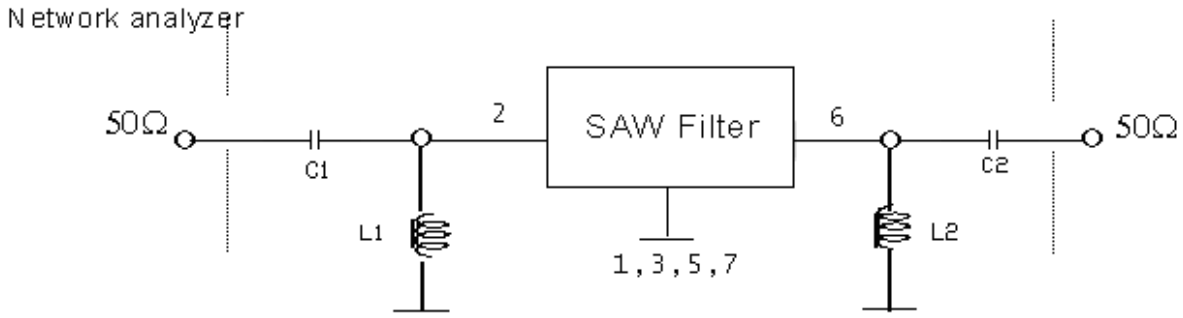 Network analyzer
50Ω
C1
2
SAW Filter
6
C2
50Ω
L1
L2
1,3,5,7